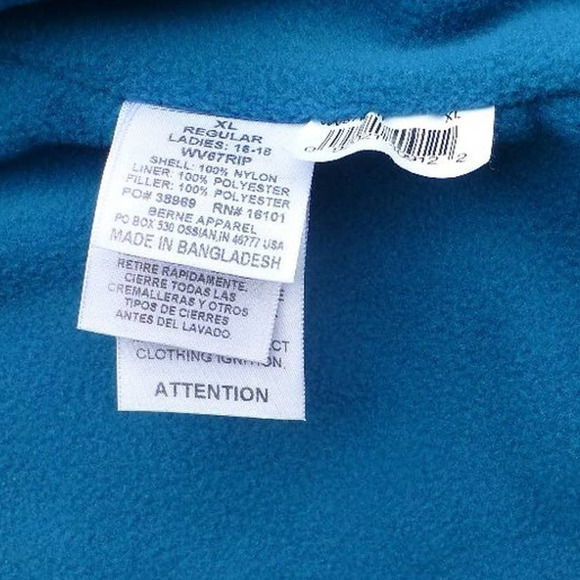 XL
REGULAR
LADIES: 16-18
WV67RIP
SHELL: 100% NYLON
LINER: 100% POLYESTER
FILLER: 100% POLYESTER
PO# 38969 RN# 16101
BERNE APPAREL
PO BOX 530 OSSIAN,IN 46777 USA
MADE IN BANGLADESH
RETIRE RAPIDAMENTE,
CIERRE TODAS LAS
CREMALLERAS Y OTROS
TIPOS DE CIERRES
ANTES DEL LAVADO.
CLOTHING IGNITION.
ATTENTION
XL